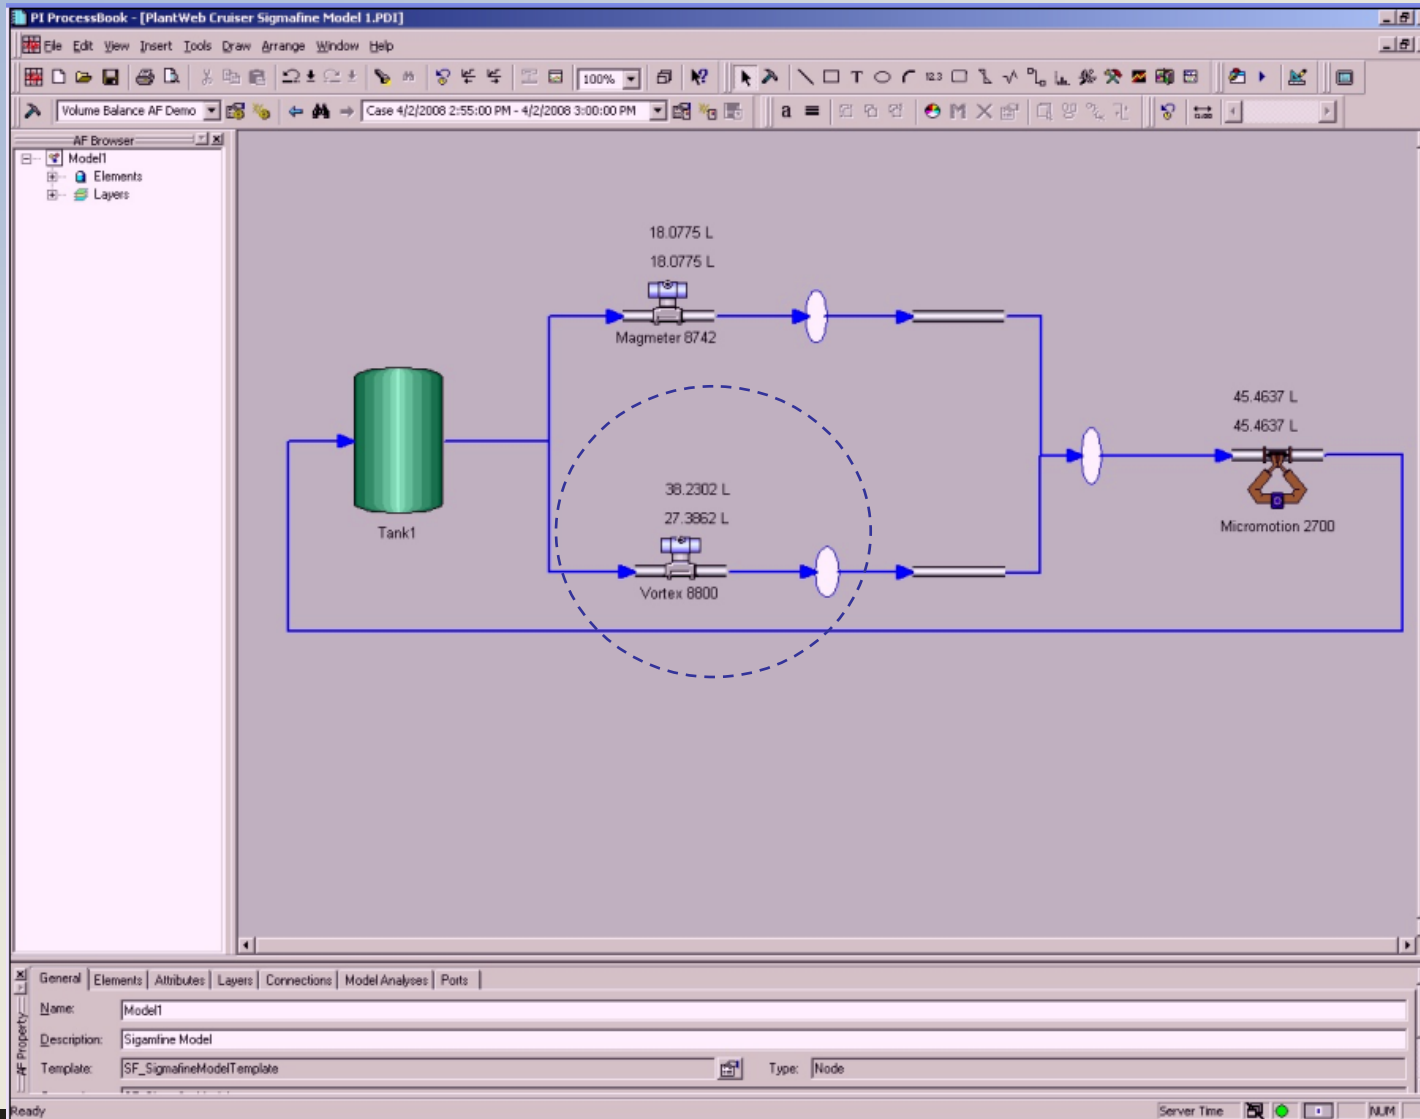 PI ProcessBook - [PlantWeb Cruiser Sigmafine Model 1.PDI]
File Edit View Insert Tools Draw Arrange Window Help
100%
T 123
Volume Balance AF Demo Case 4/2/2008 2:55:00 PM - 4/2/2008 3:00:00 PM a
AF Browser
Model1
Elements
Layers
18.0775 L
18.0775 L
Magmeter 8742
45.4637 L
45.4637 L
Micromotion 2700
Tank1
38.2302 L
27.3862 L
Vortex 8800
General Elements Attributes Layers Connections Model Analyses Ports
Name: Model1
Description: Sigamfine Model
Template: SF_SigmafineModelTemplate Type: Node
AF Property
Ready Server Time NUM